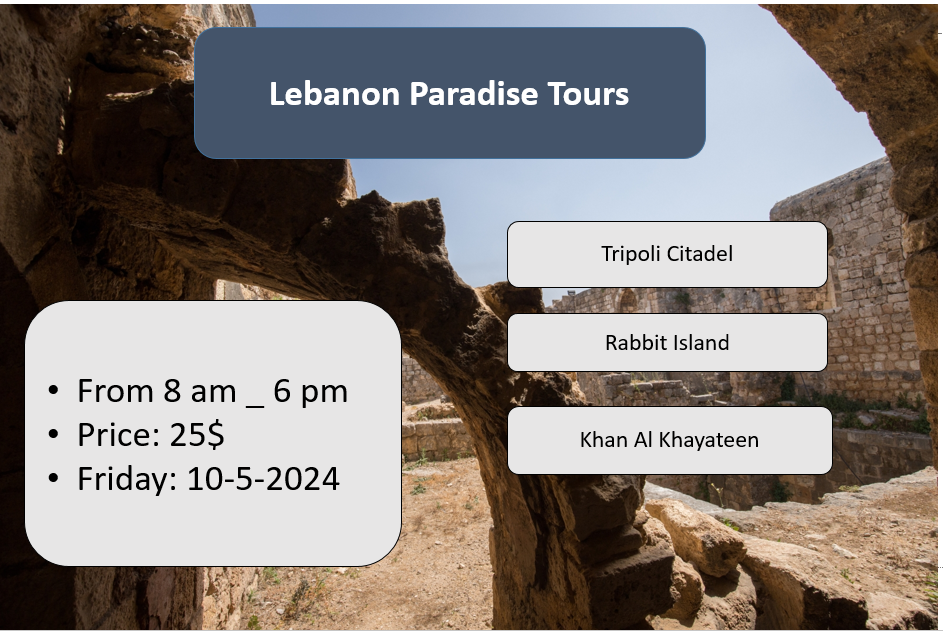 Lebanon Paradise Tours
Tripoli Citadel
Rabbit Island
Khan Al Khayateen
• From 8 am _ 6 pm
• Price: 25$
• Friday: 10-5-2024